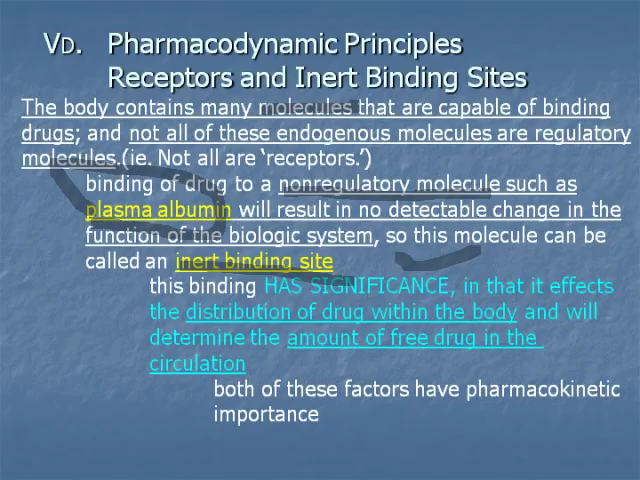 VD. Pharmacodynamic Principles
Receptors and Inert Binding Sites
The body contains many molecules that are capable of binding
drugs; and not all of these endogenous molecules are regulatory
molecules.(ie. Not all are ‘receptors.’)
binding of drug to a nonregulatory molecule such as
plasma albumin will result in no detectable change in the
function of the biologic system, so this molecule can be
called an inert binding site
this binding HAS SIGNIFICANCE, in that it effects
the distribution of drug within the body and will
determine the amount of free drug in the
circulation
both of these factors have pharmacokinetic
importance